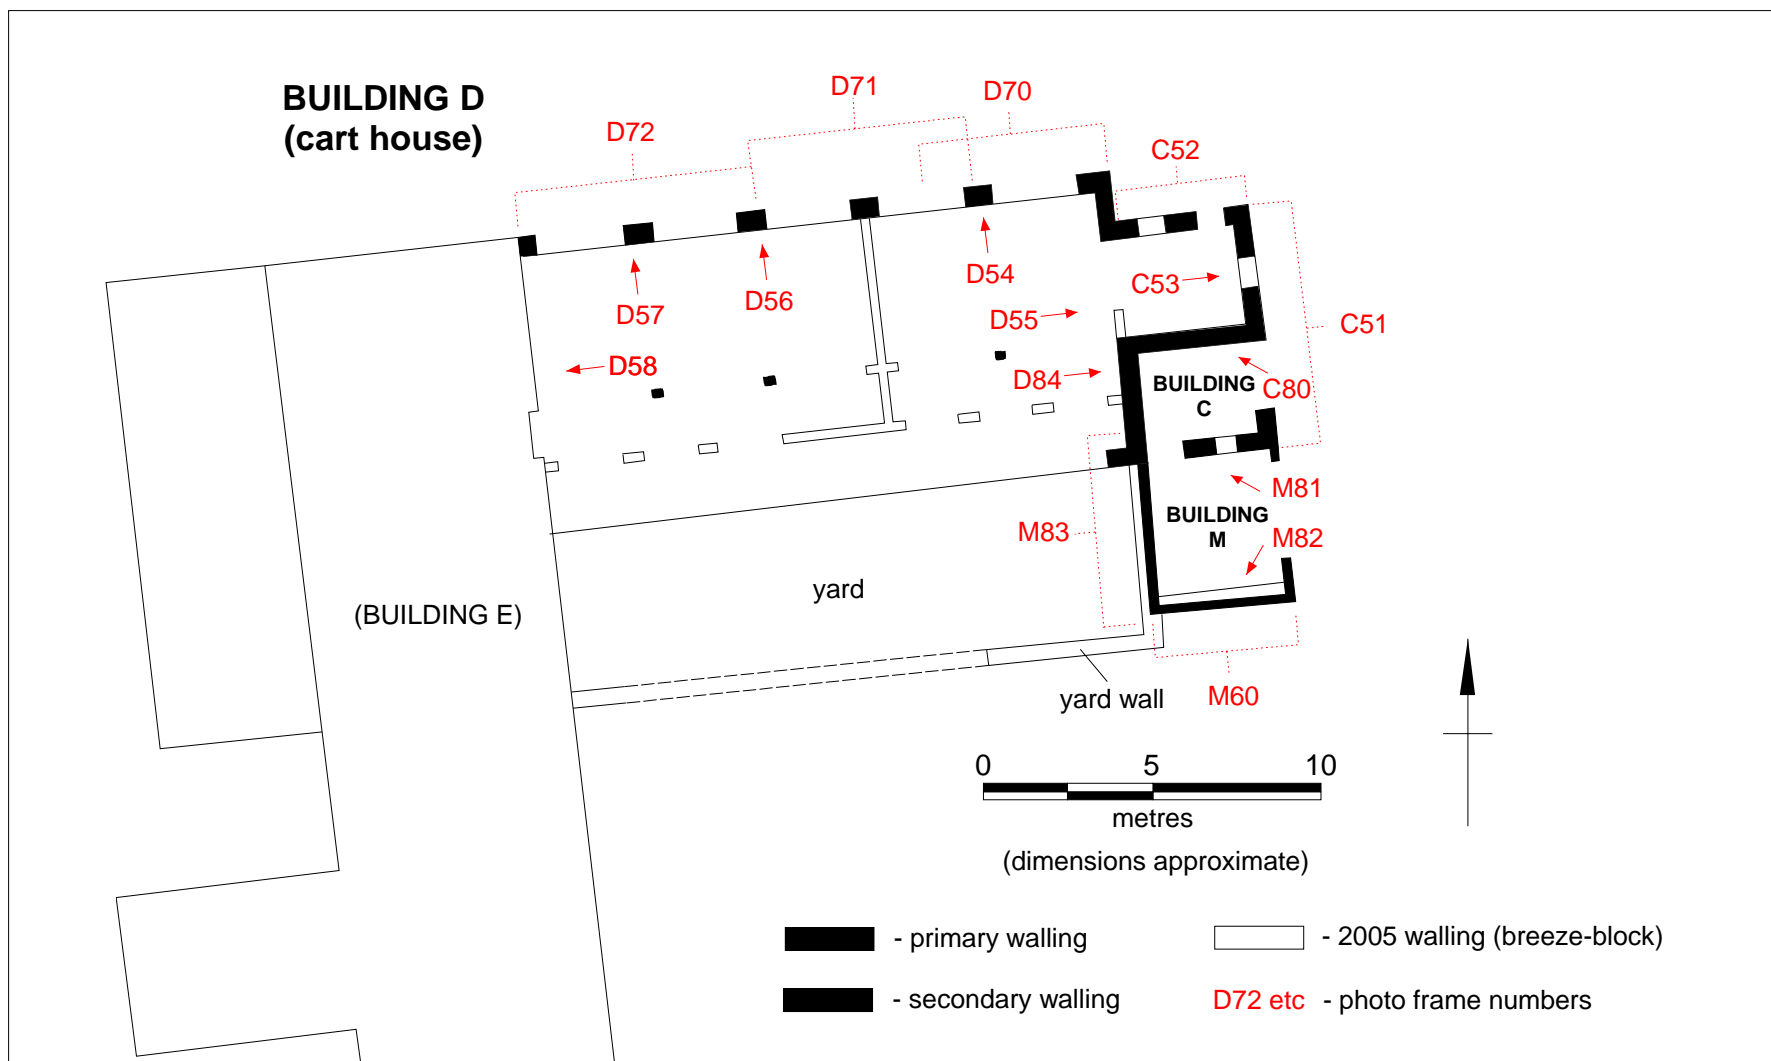 BUILDING D
(cart house)
D72
D71
D70
C52
D57
D56
D54
C53
D55
C51
D58
D84
BUILDING
C
C80
M81
BUILDING
M
M82
M83
yard
(BUILDING E)
yard wall
M60
0 5 10
metres
(dimensions approximate)
- primary walling
- 2005 walling (breeze-block)
- secondary walling
D72 etc - photo frame numbers